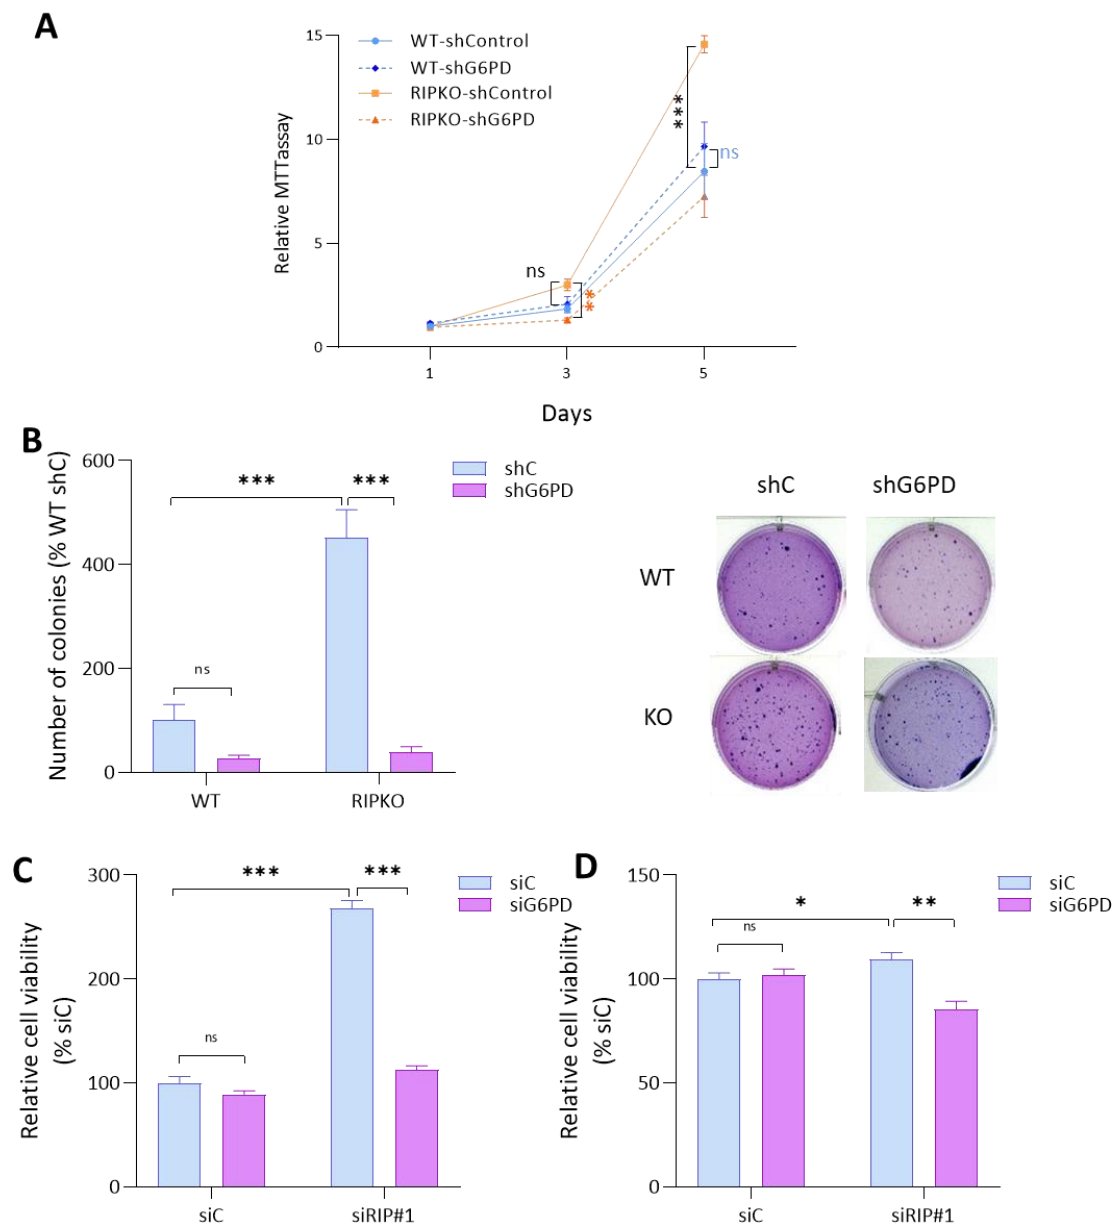 A
15
10
5
0
Relative MTTassay
WT-shControl
WT-shG6PD
RIPKO-shControl
RIPKO-shG6PD
ns
**
***
ns
1
3
5
Days
B
Number of colonies (% WT shC)
600
400
200
0
***
***
ns
shC
shG6PD
WT
RIPKO
shC
shG6PD
WT
KO
C
Relative cell viability
(% siC)
300
200
100
0
***
***
ns
siC
siG6PD
siC
siRIP#1
D
Relative cell viability
(% siC)
150
100
50
0
*
**
ns
siC
siG6PD
siC
siRIP#1